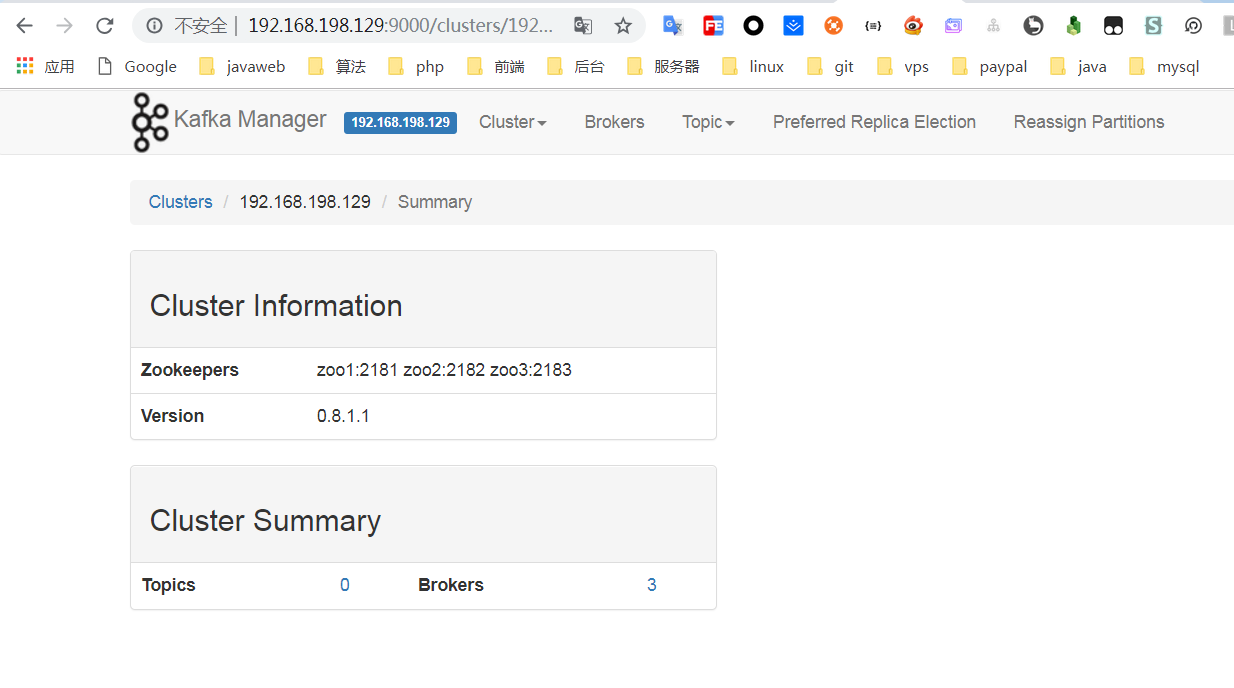 不安全 | 192.168.198.129:9000/clusters/192...
应用 Google javaweb 算法 php 前端 后台 服务器 linux git vps paypal java mysql
Kafka Manager 192.168.198.129 Cluster Brokers Topic Preferred Replica Election Reassign Partitions
Clusters / 192.168.198.129 / Summary
Cluster Information
Zookeepers zoo1:2181 zoo2:2182 zoo3:2183
Version 0.8.1.1
Cluster Summary
Topics 0 Brokers 3